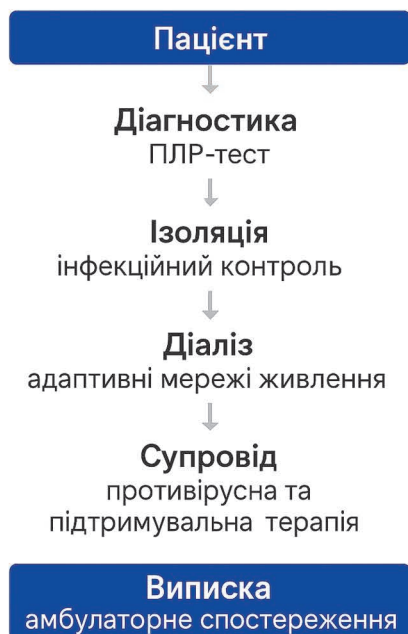 Пацієнт
Діагностика
ПЛР-тест
Ізоляція
інфекційний контроль
Діаліз
адаптивні мережі живлення
Супровід
противірусна та
підтримувальна терапія
Виписка
амбулаторне спостереження